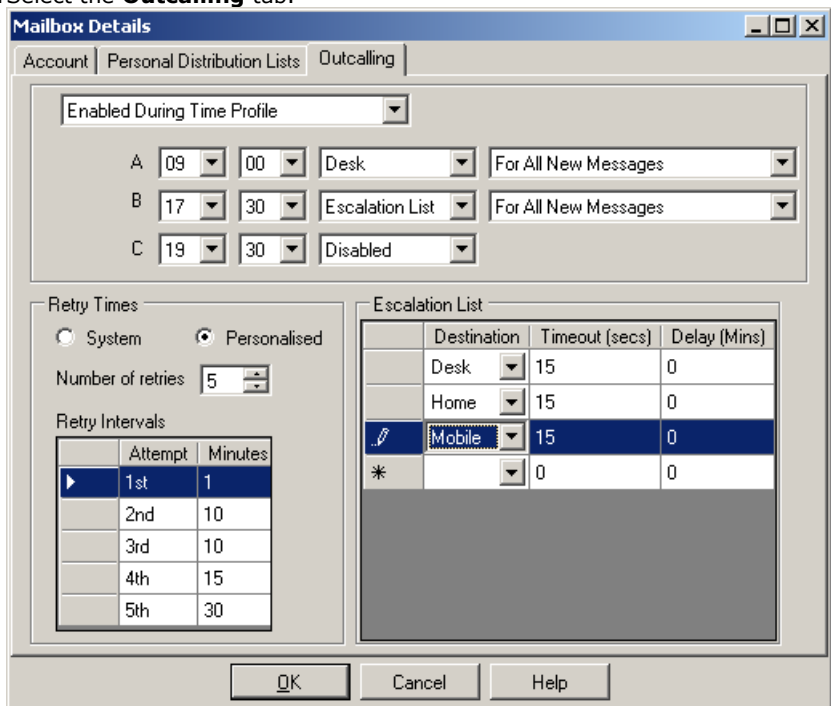 Select the Outcalling tab.
Mailbox Details
Account Personal Distribution Lists Outcalling
Enabled During Time Profile
A 09 00 Desk For All New Messages
B 17 30 Escalation List For All New Messages
C 19 30 Disabled
Retry Times
System Personalised
Number of retries 5
Retry Intervals
Attempt Minutes
1st 1
2nd 10
3rd 10
4th 15
5th 30
Escalation List
Destination Timeout (secs) Delay (Mins)
Desk 15 0
Home 15 0
Mobile 15 0
* 0 0
OK Cancel Help